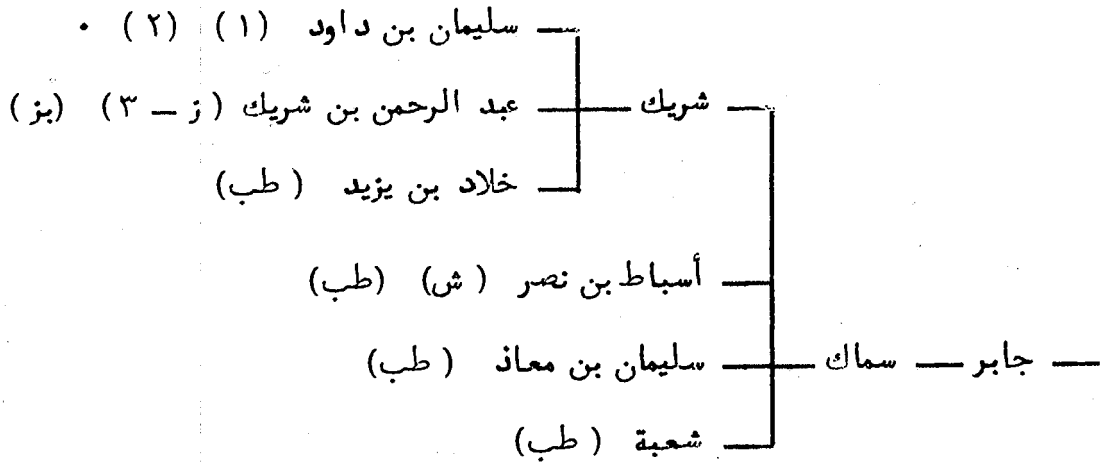 سليمان بن داود (١) (٢) .
شريك — عبد الرحمن بن شريك (ز – ٣) (بز)
خلاد بن يزيد (طب)
أسباط بن نصر (ش) (طب)
— جابر — سماك — سليمان بن معاذ (طب)
شعبة (طب)